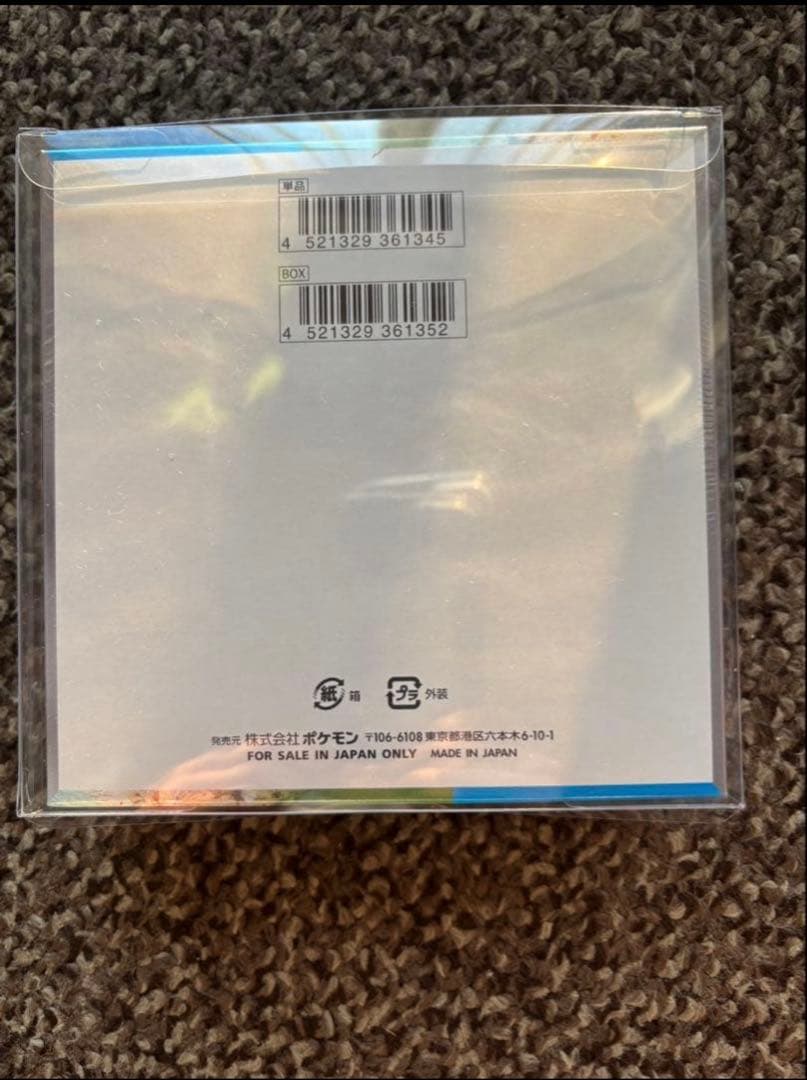 単品
4 521329 361345
BOX
4 521329 361352
紙 箱 プラ 外装
発売元 株式会社 ポケモン 〒106-6108 東京都港区六本木6-10-1
FOR SALE IN JAPAN ONLY MADE IN JAPAN